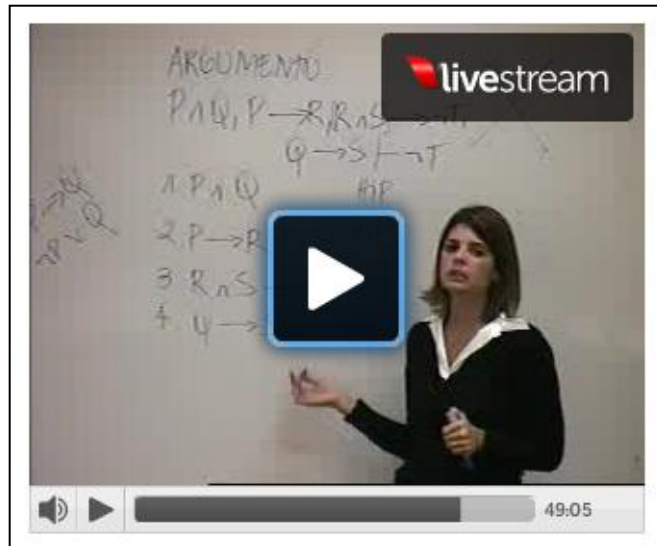 livestream
ARGUMENTO
P∧Q, P→R, R∧S→¬T,
Q→S ⊢ ¬T
1. P∧Q HIP
2. P→R
3. R∧S
4. Q→
P→Q
¬P∨Q
49:05